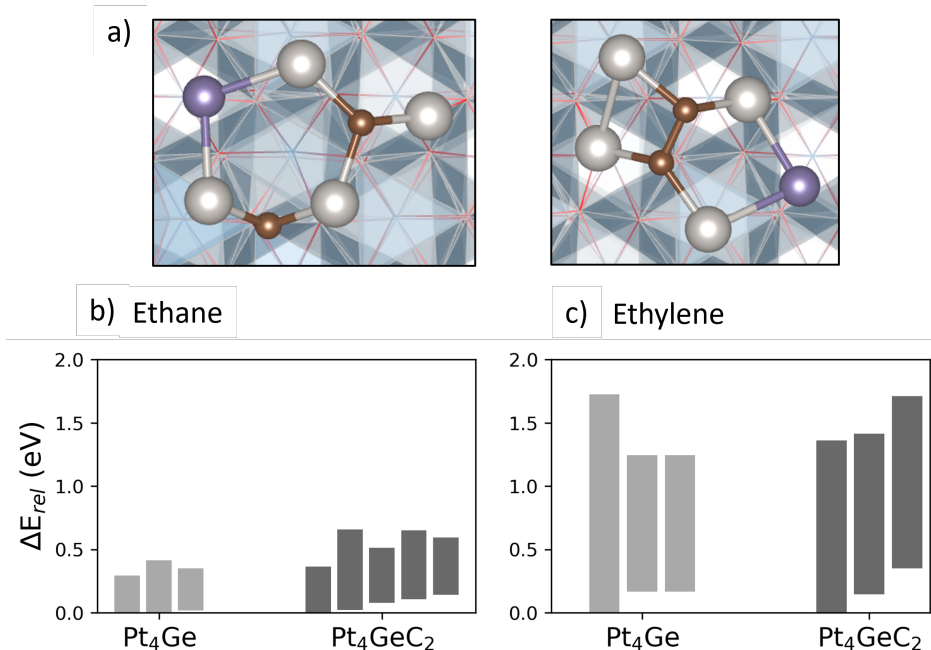 a)
b) Ethane
c) Ethylene
ΔE_rel (eV)
2.0
1.5
1.0
0.5
0.0
Pt₄Ge
Pt₄GeC₂
2.0
1.5
1.0
0.5
0.0
Pt₄Ge
Pt₄GeC₂